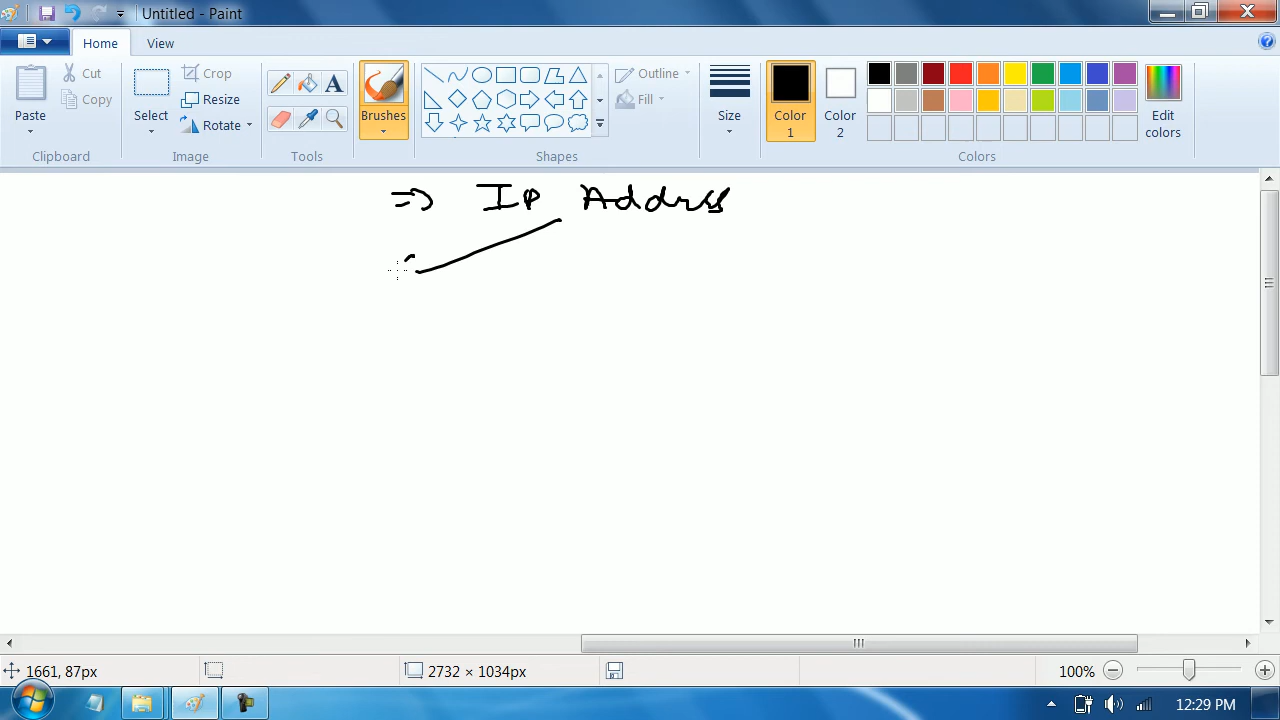 Untitled - Paint
Home View
Cut
Copy
Paste
Clipboard
Select
Crop
Resize
Rotate
Image
A
Tools
Brushes
Outline
Fill
Shapes
Size
Color 1
Color 2
Edit colors
Colors
=> Ip Address
1661, 87px
2732 × 1034px
100%
12:29 PM